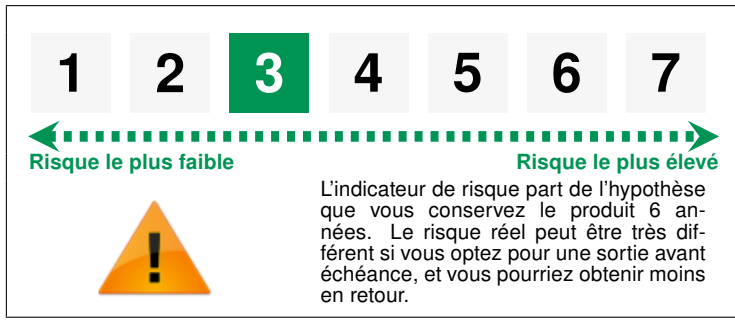 1 2 3 4 5 6 7
Risque le plus faible Risque le plus élevé
L'indicateur de risque part de l'hypothèse
que vous conservez le produit 6 an-
nées. Le risque réel peut être très dif-
férent si vous optez pour une sortie avant
échéance, et vous pourriez obtenir moins
en retour.